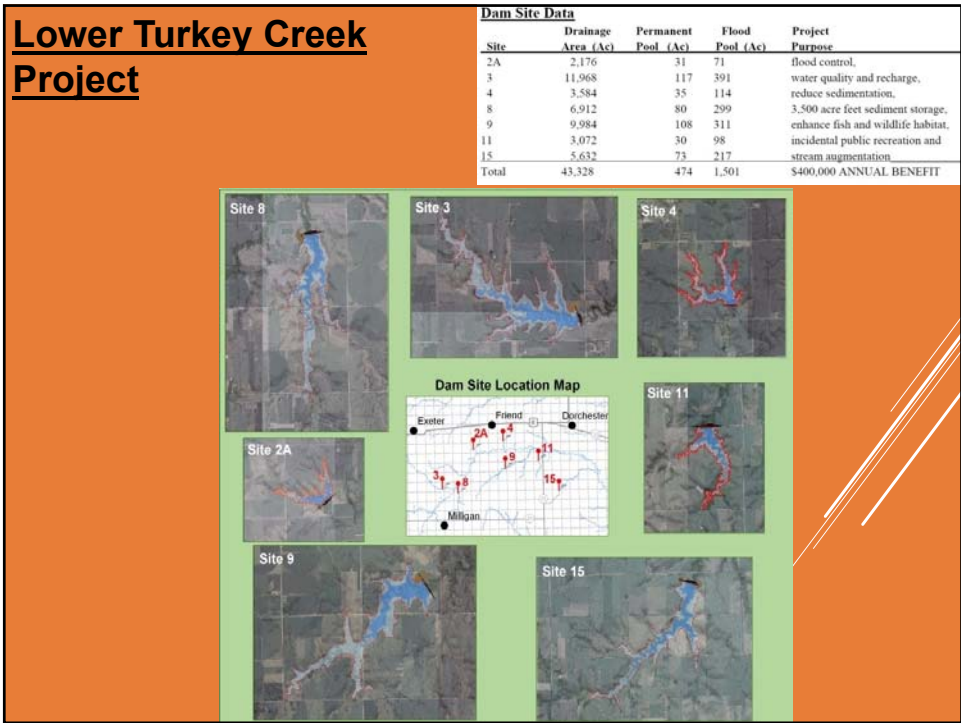 Lower Turkey Creek
Project
Dam Site Data
Drainage Permanent Flood Project
Site Area (Ac) Pool (Ac) Pool (Ac) Purpose
2A 2,176 31 71 flood control,
3 11,968 117 391 water quality and recharge,
4 3,584 35 114 reduce sedimentation,
8 6,912 80 299 3,500 acre feet sediment storage,
9 9,984 108 311 enhance fish and wildlife habitat,
11 3,072 30 98 incidental public recreation and
15 5,632 73 217 stream augmentation
Total 43,328 474 1,501 $400,000 ANNUAL BENEFIT
Site 8
Site 3
Site 4
Dam Site Location Map
Exeter
Friend
Dorchester
2A
4
9
11
3
8
15
Milligan
Site 11
Site 2A
Site 9
Site 15